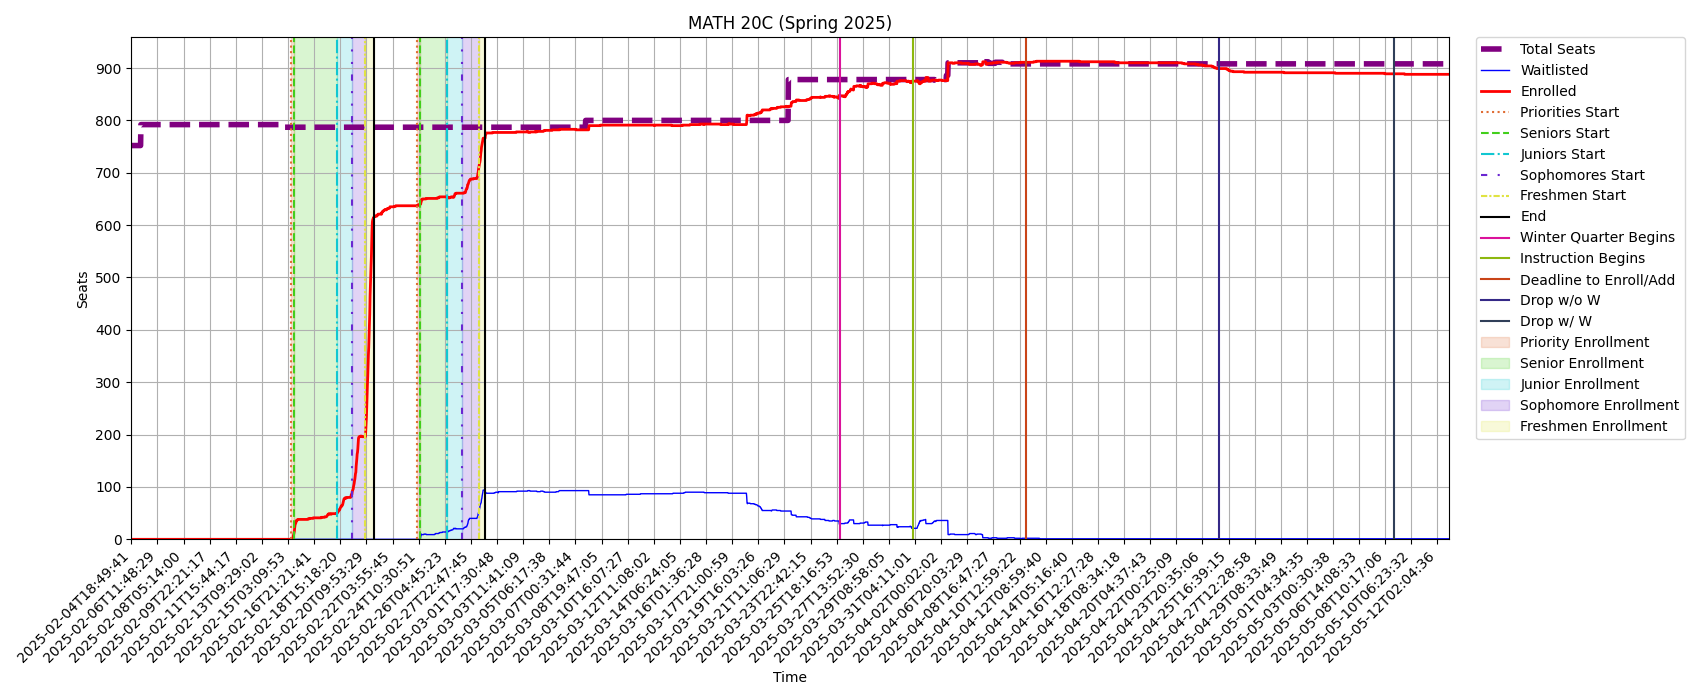 MATH 20C (Spring 2025)
Seats
900
800
700
600
500
400
300
200
100
0
2025-02-04T18:49:41
2025-02-06T11:48:29
2025-02-08T05:14:00
2025-02-09T22:21:17
2025-02-11T15:44:17
2025-02-13T09:29:02
2025-02-15T03:09:53
2025-02-16T21:21:41
2025-02-18T15:18:20
2025-02-20T09:53:29
2025-02-22T03:55:45
2025-02-24T10:30:51
2025-02-26T04:45:23
2025-02-27T22:47:45
2025-03-01T17:30:48
2025-03-03T11:41:09
2025-03-05T06:17:38
2025-03-07T00:31:44
2025-03-08T19:47:05
2025-03-10T16:07:27
2025-03-12T11:08:02
2025-03-14T06:24:05
2025-03-16T01:36:28
2025-03-17T21:00:59
2025-03-19T16:03:26
2025-03-21T11:06:29
2025-03-23T22:42:15
2025-03-25T18:16:53
2025-03-27T13:52:30
2025-03-29T08:58:05
2025-03-31T04:11:01
2025-04-02T00:02:02
2025-04-06T20:03:29
2025-04-08T16:47:27
2025-04-10T12:59:22
2025-04-12T08:59:40
2025-04-14T05:16:40
2025-04-16T12:27:28
2025-04-18T08:34:18
2025-04-20T04:37:43
2025-04-22T00:25:09
2025-04-23T20:35:06
2025-04-25T16:39:15
2025-04-27T12:28:58
2025-04-29T08:33:49
2025-05-01T04:34:35
2025-05-03T00:30:38
2025-05-06T14:08:33
2025-05-08T10:17:06
2025-05-10T06:23:32
2025-05-12T02:04:36
Time
Total Seats
Waitlisted
Enrolled
Priorities Start
Seniors Start
Juniors Start
Sophomores Start
Freshmen Start
End
Winter Quarter Begins
Instruction Begins
Deadline to Enroll/Add
Drop w/o W
Drop w/ W
Priority Enrollment
Senior Enrollment
Junior Enrollment
Sophomore Enrollment
Freshmen Enrollment